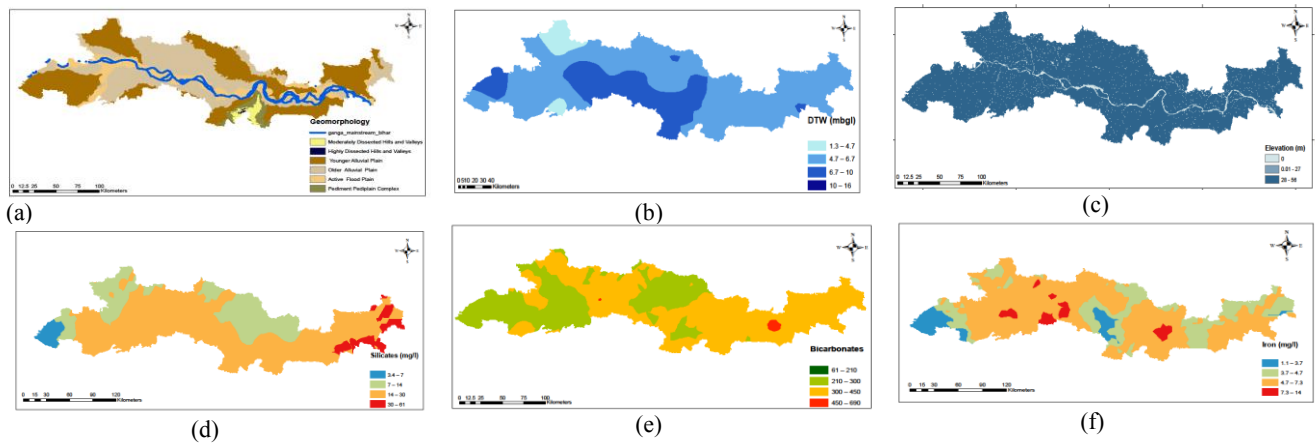 Geomorphology
ganga_mainstream_bihar
Moderately Dissected Hills and Valleys
Highly Dissected Hills and Valleys
Younger Alluvial Plain
Older Alluvial Plain
Active Flood Plain
Pediment Pediplain Complex
0 12.5 25 50 75 100
Kilometers
(a)
DTW (mbgl)
1.3 – 4.7
4.7 – 6.7
6.7 – 10
10 – 16
0 5 10 20 30 40
Kilometers
(b)
Elevation (m)
0
0.01 - 27
28 - 56
0 12.5 25 50 75 100
Kilometers
(c)
Silicates (mg/l)
3.4 – 7
7 – 14
14 – 30
30 – 61
0 15 30 60 90 120
Kilometers
(d)
Bicarbonates
61 – 210
210 – 300
300 – 450
450 – 690
0 12.5 25 50 75 100
Kilometers
(e)
Iron (mg/l)
1.1 – 3.7
3.7 – 4.7
4.7 – 7.3
7.3 – 14
0 15 30 60 90 120
Kilometers
(f)